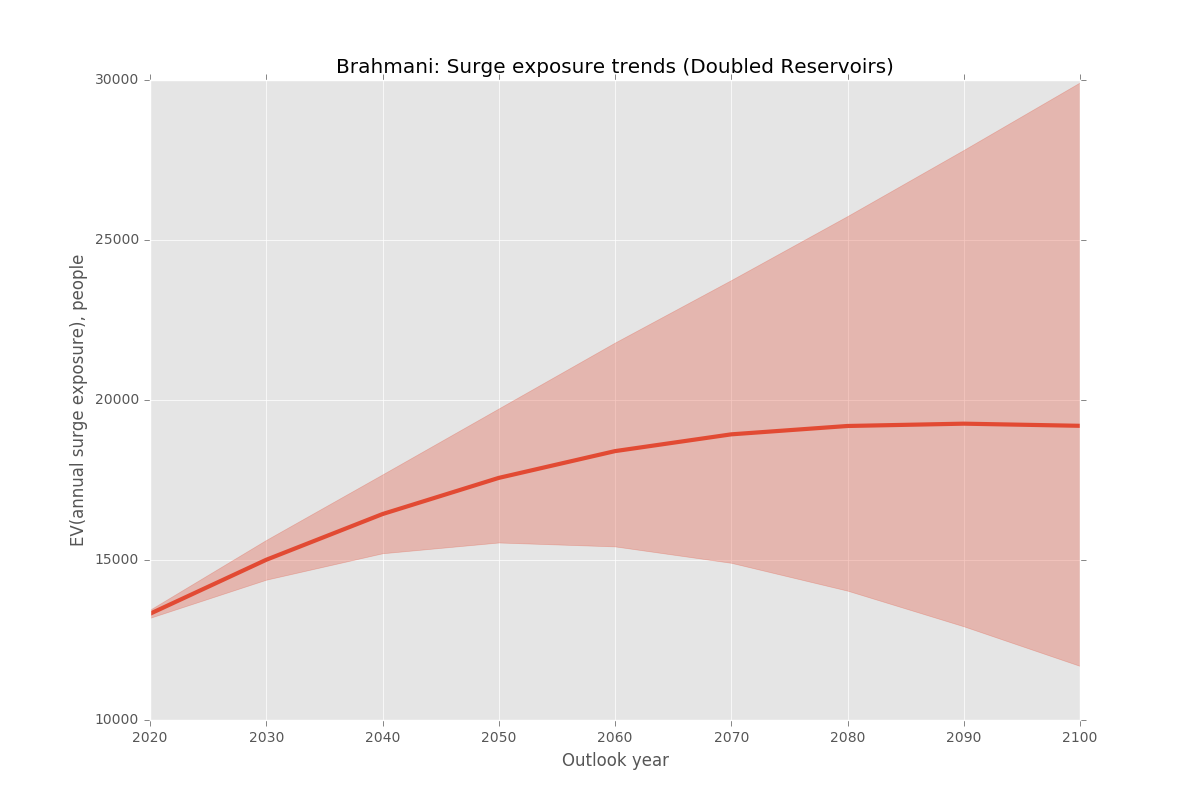 Brahmani: Surge exposure trends (Doubled Reservoirs)
30000
25000
20000
15000
10000
EV(annual surge exposure), people
2020 2030 2040 2050 2060 2070 2080 2090 2100
Outlook year